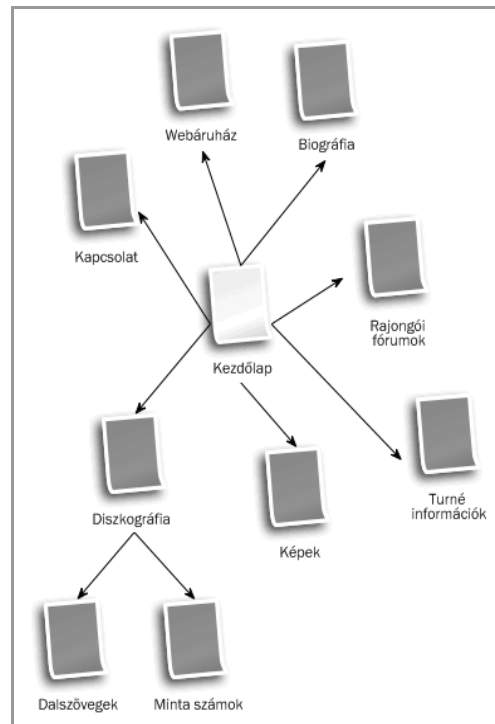 Webáruház
Biográfia
Kapcsolat
Rajongói
fórumok
Kezdőlap
Turné
információk
Diszkográfia
Képek
Dalszövegek
Minta számok